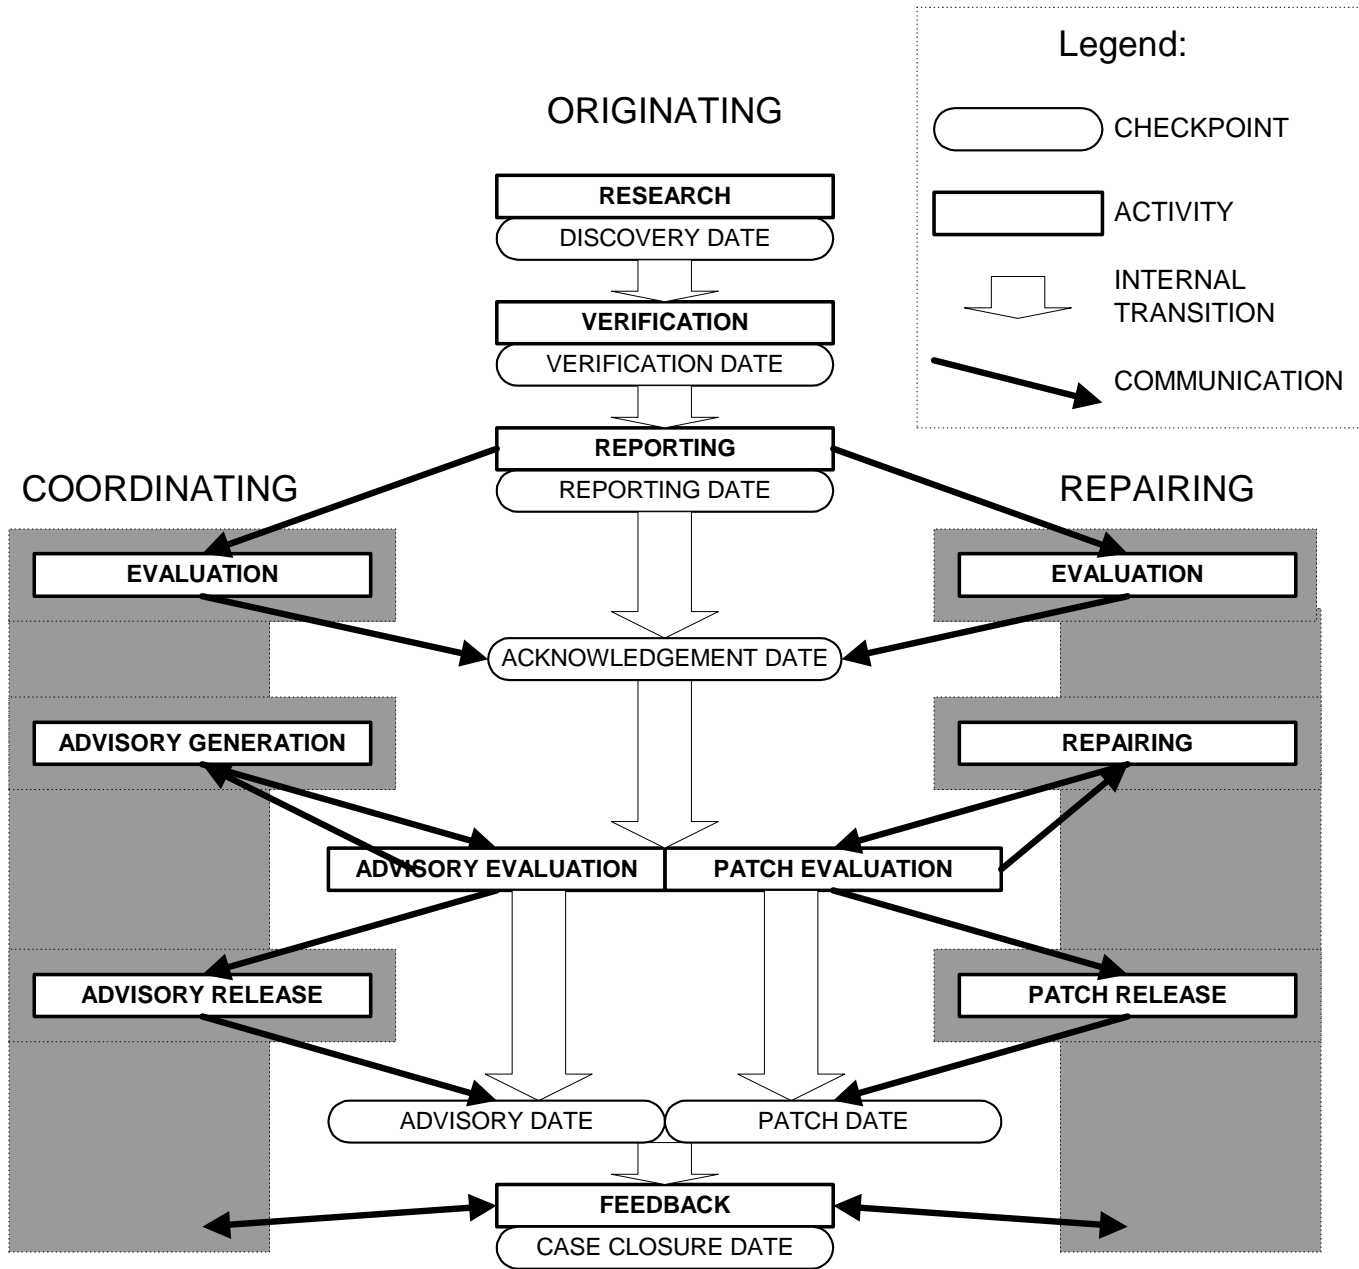 Legend:
CHECKPOINT
ACTIVITY
INTERNAL
TRANSITION
COMMUNICATION
ORIGINATING
RESEARCH
DISCOVERY DATE
VERIFICATION
VERIFICATION DATE
REPORTING
REPORTING DATE
COORDINATING
REPAIRING
EVALUATION
EVALUATION
ACKNOWLEDGEMENT DATE
ADVISORY GENERATION
REPAIRING
ADVISORY EVALUATION
PATCH EVALUATION
ADVISORY RELEASE
PATCH RELEASE
ADVISORY DATE
PATCH DATE
FEEDBACK
CASE CLOSURE DATE